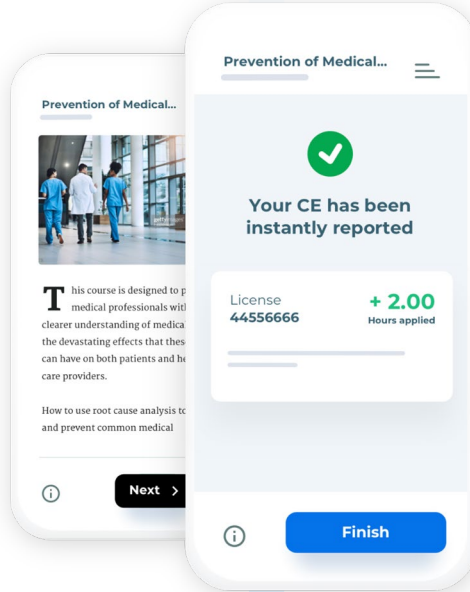 Prevention of Medical...
This course is designed to p
medical professionals wit
clearer understanding of medica
the devastating effects that thes
can have on both patients and he
care providers.
How to use root cause analysis to
and prevent common medical
Next
Prevention of Medical...
Your CE has been
instantly reported
License
44556666
+ 2.00
Hours applied
Finish